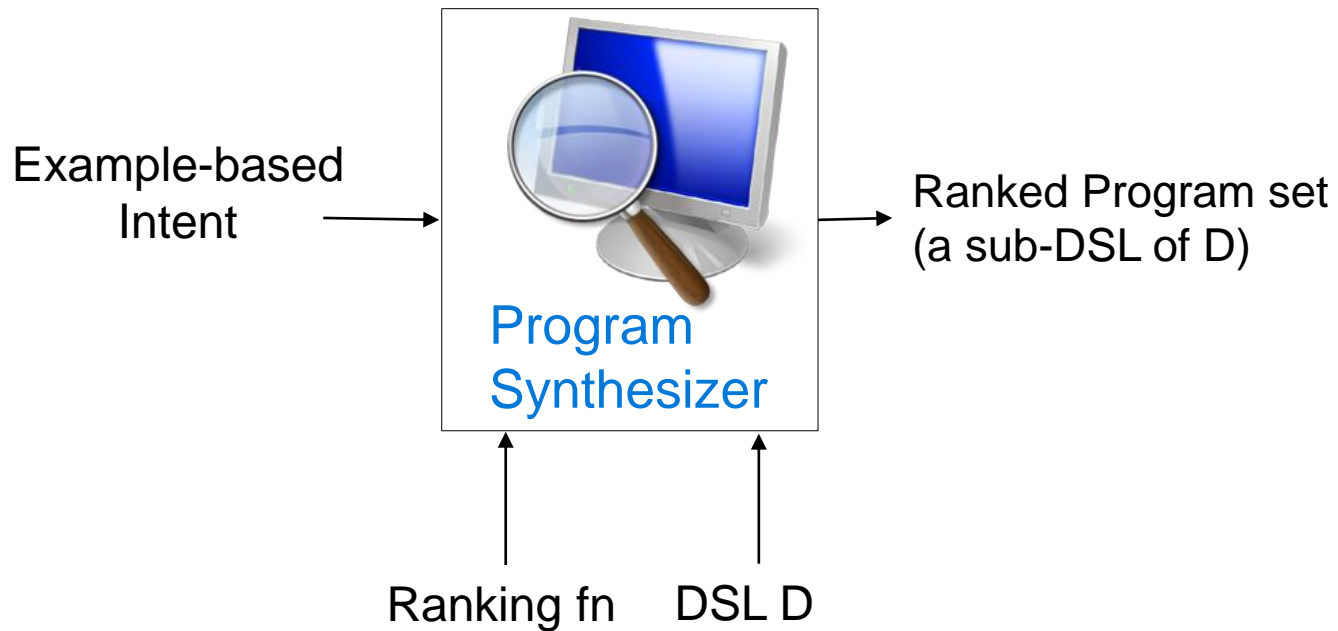 Example-based
Intent
Program
Synthesizer
Ranked Program set
(a sub-DSL of D)
Ranking fn
DSL D